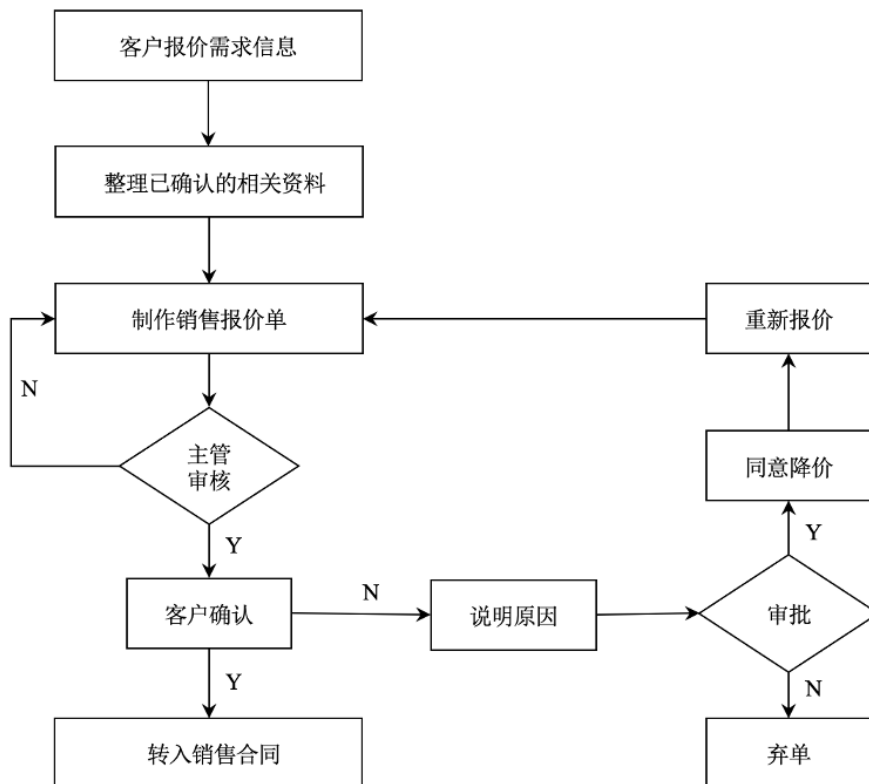 客户报价需求信息
整理已确认的相关资料
制作销售报价单
重新报价
N
主管
审核
同意降价
Y
Y
客户确认
N
说明原因
审批
Y
N
转入销售合同
弃单